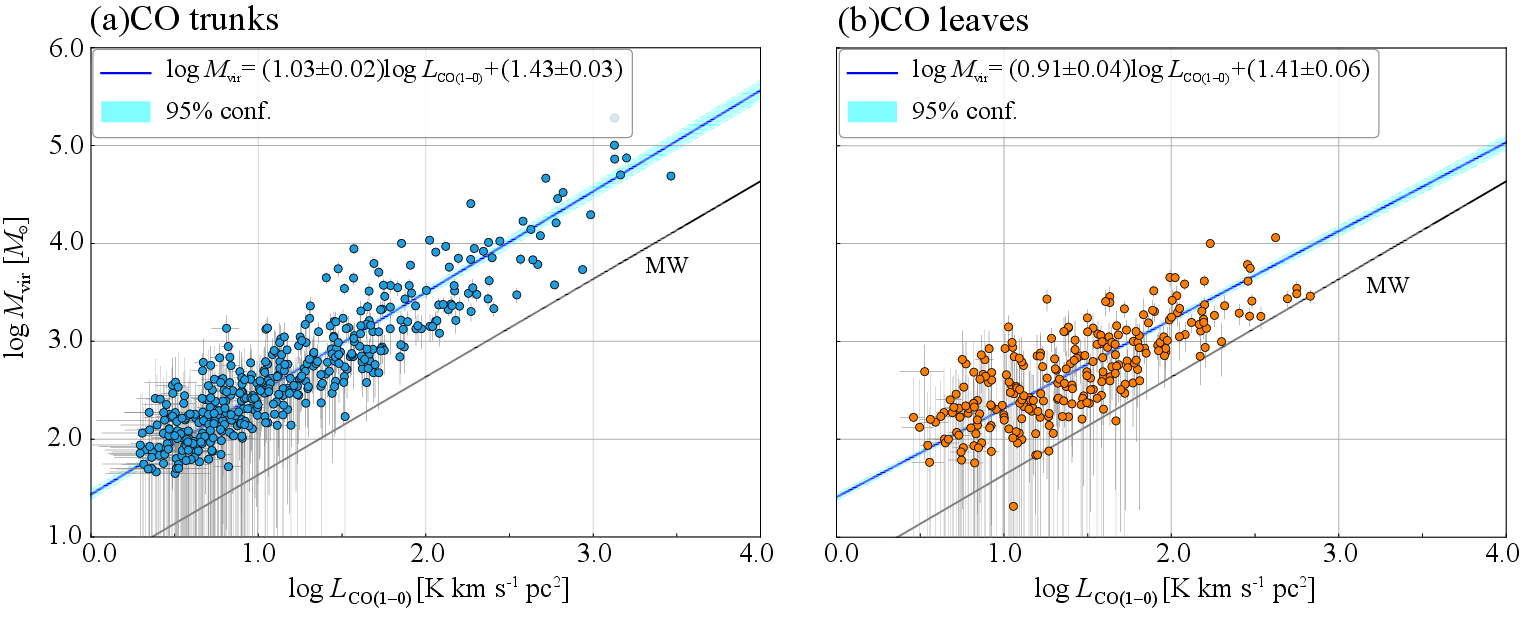 (a)CO trunks
log Mvir= (1.03±0.02)log LCO(1−0)+(1.43±0.03)
95% conf.
MW
6.0
5.0
4.0
3.0
2.0
1.0
log Mvir [M⊙]
0.0 1.0 2.0 3.0 4.0
log LCO(1−0) [K km s-1 pc2]
(b)CO leaves
log Mvir= (0.91±0.04)log LCO(1−0)+(1.41±0.06)
95% conf.
MW
0.0 1.0 2.0 3.0 4.0
log LCO(1−0) [K km s-1 pc2]